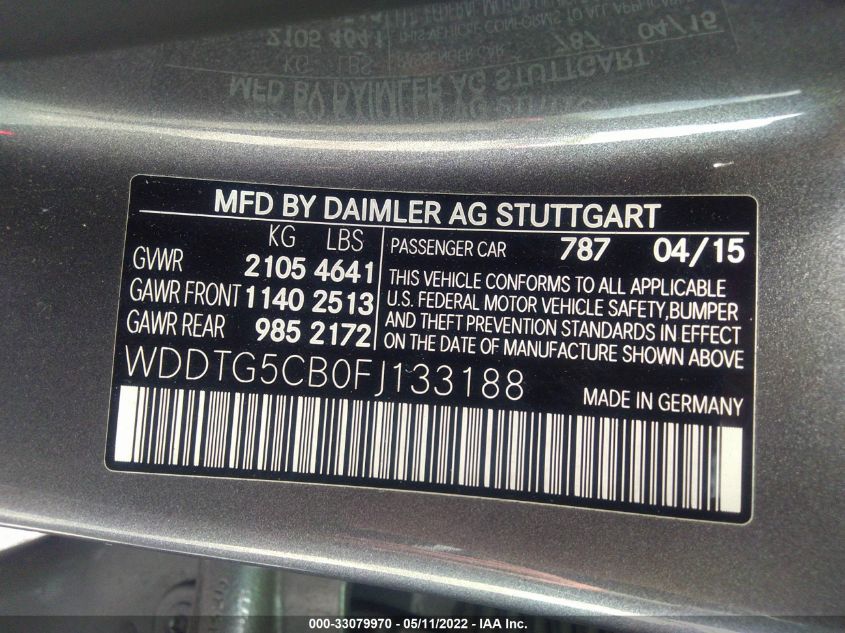 MFD BY DAIMLER AG STUTTGART
KG LBS
GVWR 2105 4641
GAWR FRONT 1140 2513
GAWR REAR 985 2172
PASSENGER CAR 787 04/15
THIS VEHICLE CONFORMS TO ALL APPLICABLE
U.S. FEDERAL MOTOR VEHICLE SAFETY,BUMPER
AND THEFT PREVENTION STANDARDS IN EFFECT
ON THE DATE OF MANUFACTURE SHOWN ABOVE
WDDTG5CB0FJ133188
MADE IN GERMANY
000-33079970 - 05/11/2022 - IAA Inc.